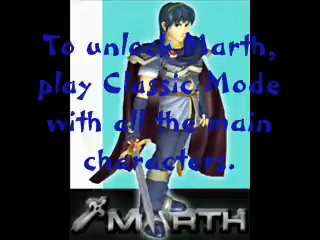 To unlock Marth,
play Classic Mode
with all the main
characters.
MARTH